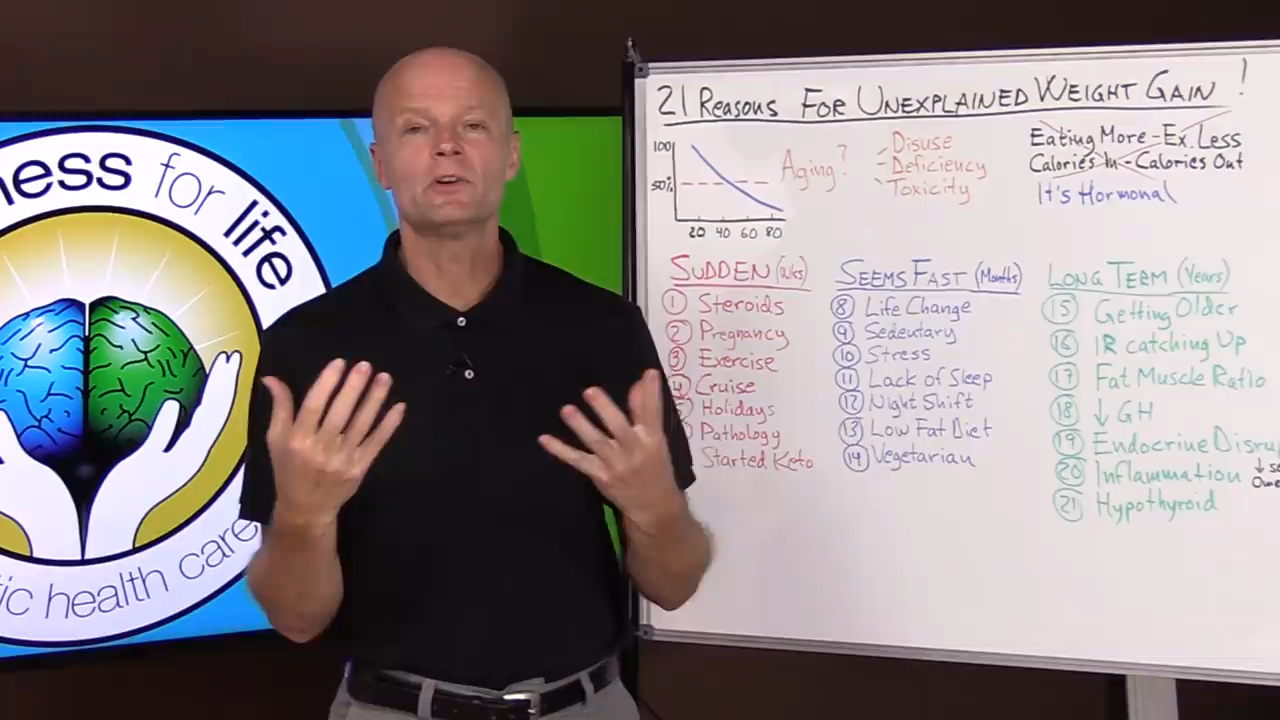 ness for life
tic health care
21 Reasons For Unexplained Weight Gain!
100
50%
20 40 60 80
Aging?
- Disuse
- Deficiency
- Toxicity
Eating More - Ex. Less
Calories In - Calories Out
It's Hormonal
Sudden (Wks)
1 Steroids
2 Pregnancy
3 Exercise
4 Cruise
5 Holidays
Pathology
Started Keto
Seems Fast (Months)
8 Life Change
9 Sedentary
10 Stress
11 Lack of Sleep
12 Night Shift
13 Low Fat Diet
14 Vegetarian
Long Term (Years)
15 Getting Older
16 IR catching Up
17 Fat Muscle Ratio
18 ↓ GH
19 Endocrine Disru
20 Inflammation
21 Hypothyroid